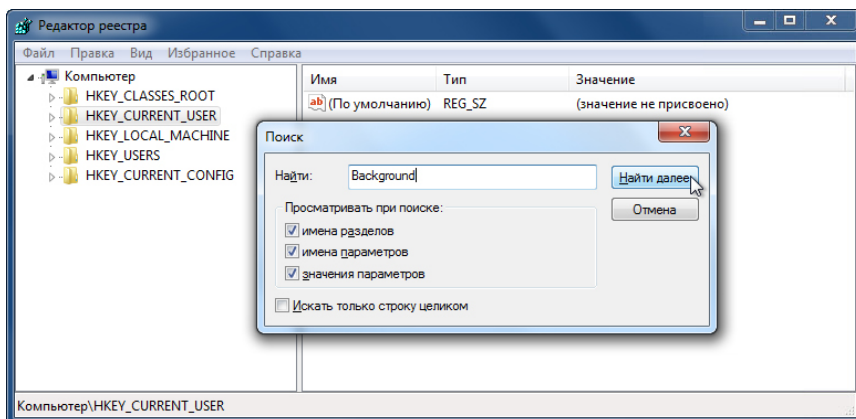 Редактор реестра
Файл Правка Вид Избранное Справка
Компьютер
HKEY_CLASSES_ROOT
HKEY_CURRENT_USER
HKEY_LOCAL_MACHINE
HKEY_USERS
HKEY_CURRENT_CONFIG
Имя Тип Значение
ab (По умолчанию) REG_SZ (значение не присвоено)
Поиск
Найти: Background Найти далее
Просматривать при поиске: Отмена
имена разделов
имена параметров
значения параметров
Искать только строку целиком
Компьютер\HKEY_CURRENT_USER